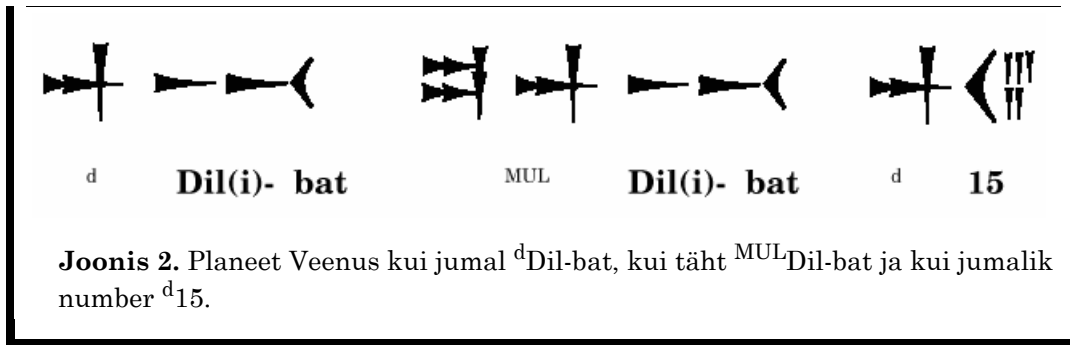 𒀭 𒀸 𒁁 𒀯 𒀸 𒁁 𒀭 𒌋𒐊
d Dil(i)- bat MUL Dil(i)- bat d 15
Joonis 2. Planeet Veenus kui jumal ᵈDil-bat, kui täht ᴹᵁᴸDil-bat ja kui jumalik
number ᵈ15.